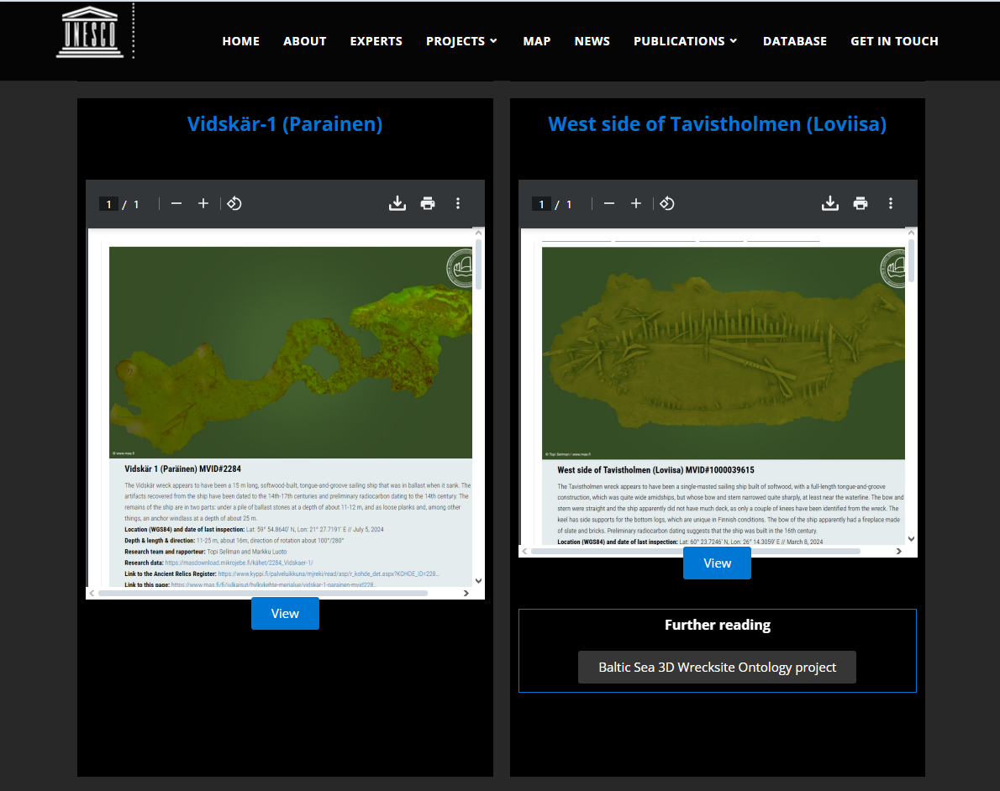 UNESCO
HOME ABOUT EXPERTS PROJECTS MAP NEWS PUBLICATIONS DATABASE GET IN TOUCH
Vidskär-1 (Parainen)
1 / 1
© www.mas.fi
Vidskär 1 (Paräinen) MVID#2284
The Vidskär wreck appears to have been a 15 m long, softwood-built, tongue-and-groove sailing ship that was in ballast when it sank. The
artifacts recovered from the ship have been dated to the 14th-17th centuries and preliminary radiocarbon dating to the 14th century. The
remains of the ship are in two parts: under a pile of ballast stones at a depth of about 11-12 m, and as loose planks and, among other
things, an anchor windlass at a depth of about 25 m.
Location (WGS84) and date of last inspection: Lat: 59° 54.8640' N, Lon: 21° 27.7191' E // July 5, 2024
Depth & length & direction: 11-25 m, about 16m, direction of rotation about 100°/280°
Research team and rapporteur: Topi Sellman and Markku Luoto
Research data: https://masdownload.mikrojebe.fi/kähet/2284_Vidskaer-1/
Link to the Ancient Relics Register: https://www.kyppi.fi/palveluikkuna/mjreki/read/asp/r_kohde_det.aspx?KOHDE_ID=228...
Link to this page: https://www.mas.fi/fi/julkaisut/hylkykehte-merialue/vidskar-1-parainen-mvid228...
View
West side of Tavistholmen (Loviisa)
1 / 1
© Topi Sellman / www.mas.fi
West side of Tavistholmen (Loviisa) MVID#1000039615
The Tavistholmen wreck appears to have been a single-masted sailing ship built of softwood, with a full-length tongue-and-groove
construction, which was quite wide amidships, but whose bow and stern narrowed quite sharply, at least near the waterline. The bow and
stern were straight and the ship apparently did not have much deck, as only a couple of knees have been identified from the wreck. The
keel has side supports for the bottom logs, which are unique in Finnish conditions. The bow of the ship apparently had a fireplace made
of slate and bricks. Preliminary radiocarbon dating suggests that the ship was built in the 16th century.
Location (WGS84) and date of last inspection: Lat: 60° 23.7246' N, Lon: 26° 14.3059' E // March 8, 2024
View
Further reading
Baltic Sea 3D Wrecksite Ontology project